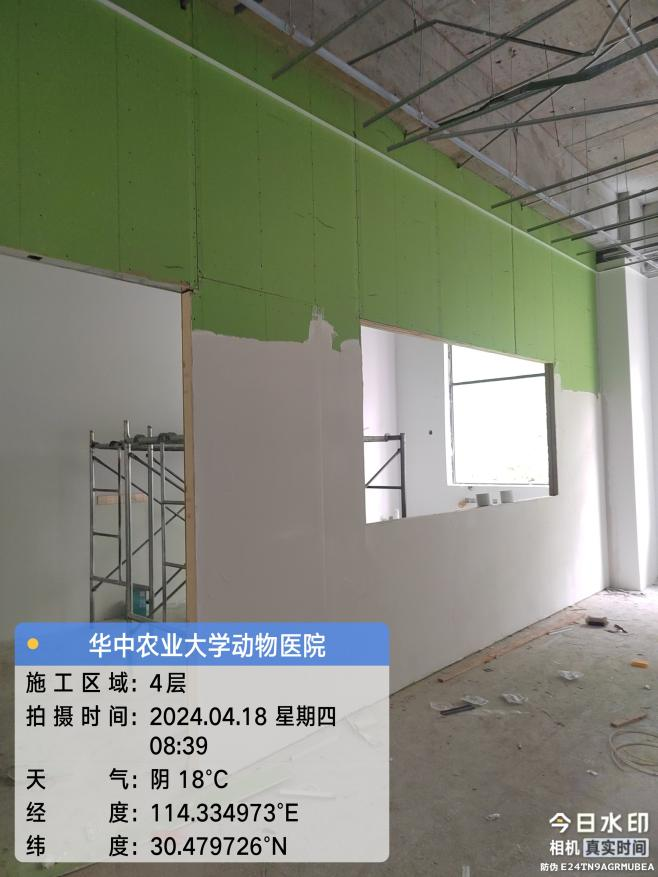 华中农业大学动物医院
施工区域：4层
拍摄时间：2024.04.18 星期四
08:39
天气：阴 18°C
经度：114.334973°E
纬度：30.479726°N
今日水印
相机 真实时间
防伪 E24TN9AGRMUBEA